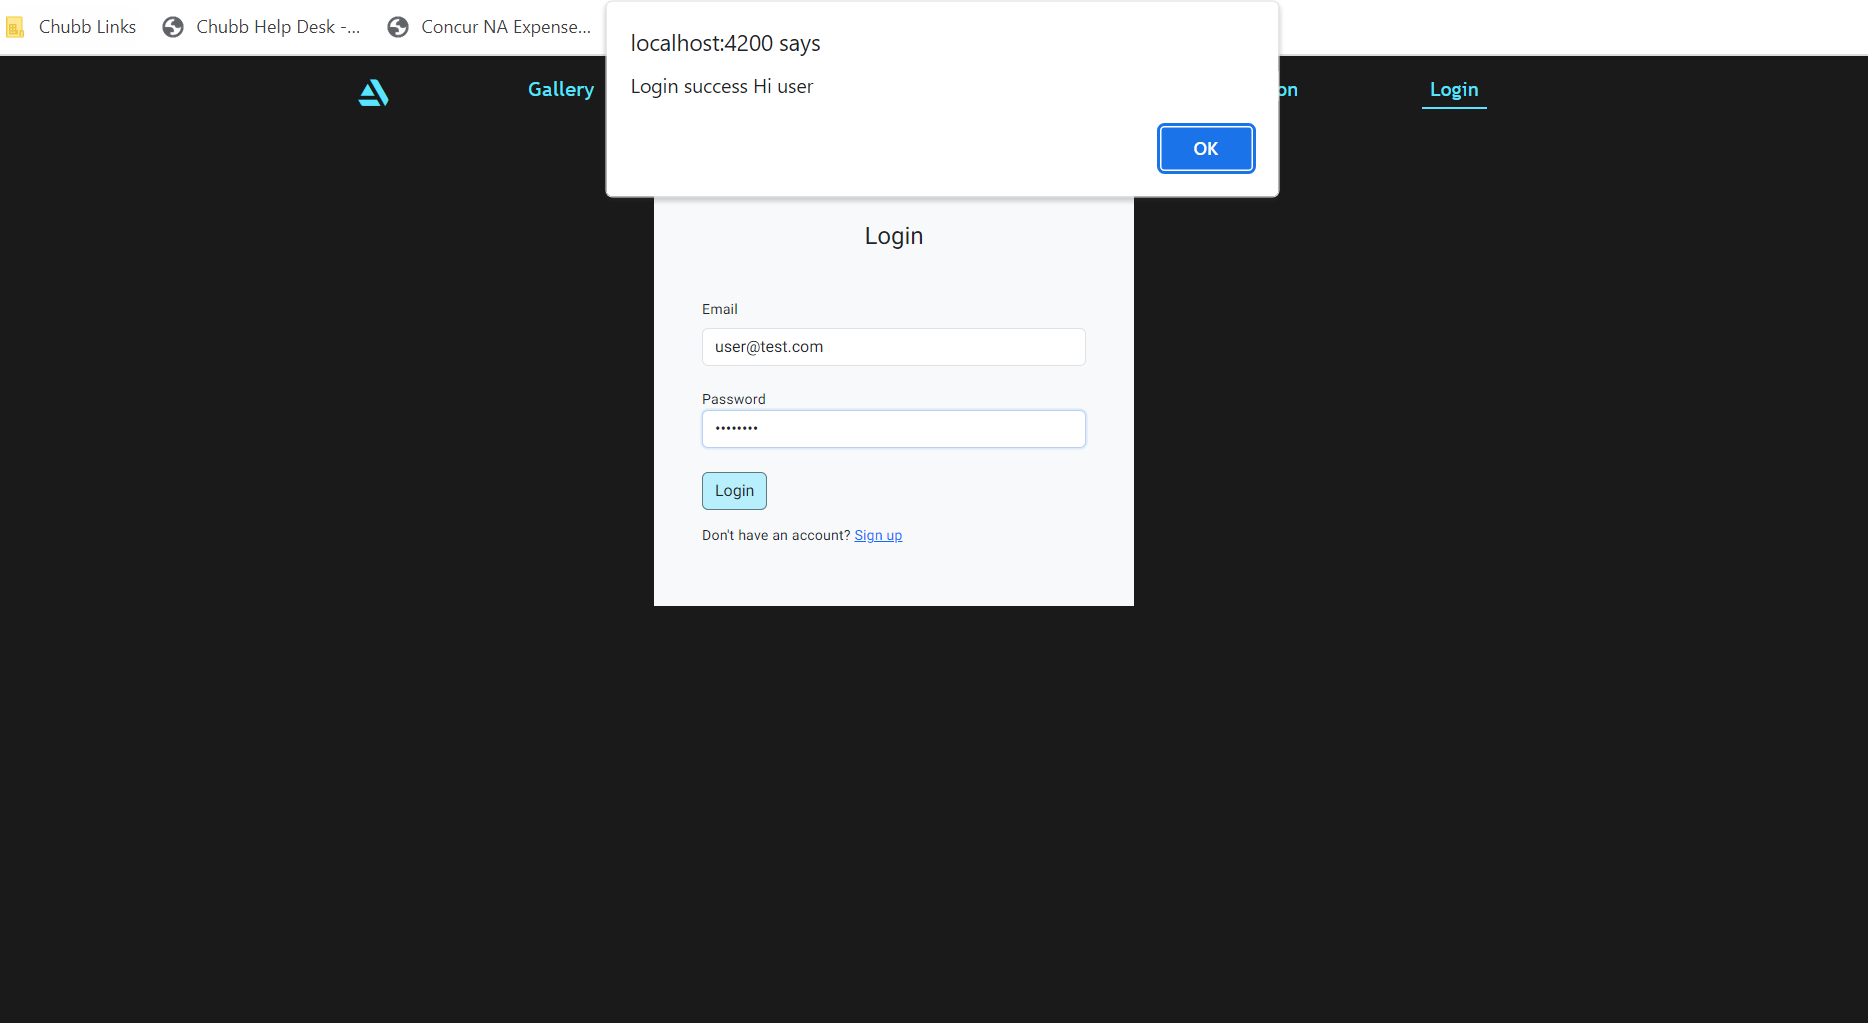 Chubb Links
Chubb Help Desk -...
Concur NA Expense...
localhost:4200 says
Login success Hi user
OK
Gallery
on
Login
Login
Email
user@test.com
Password
••••••••
Login
Don't have an account? Sign up